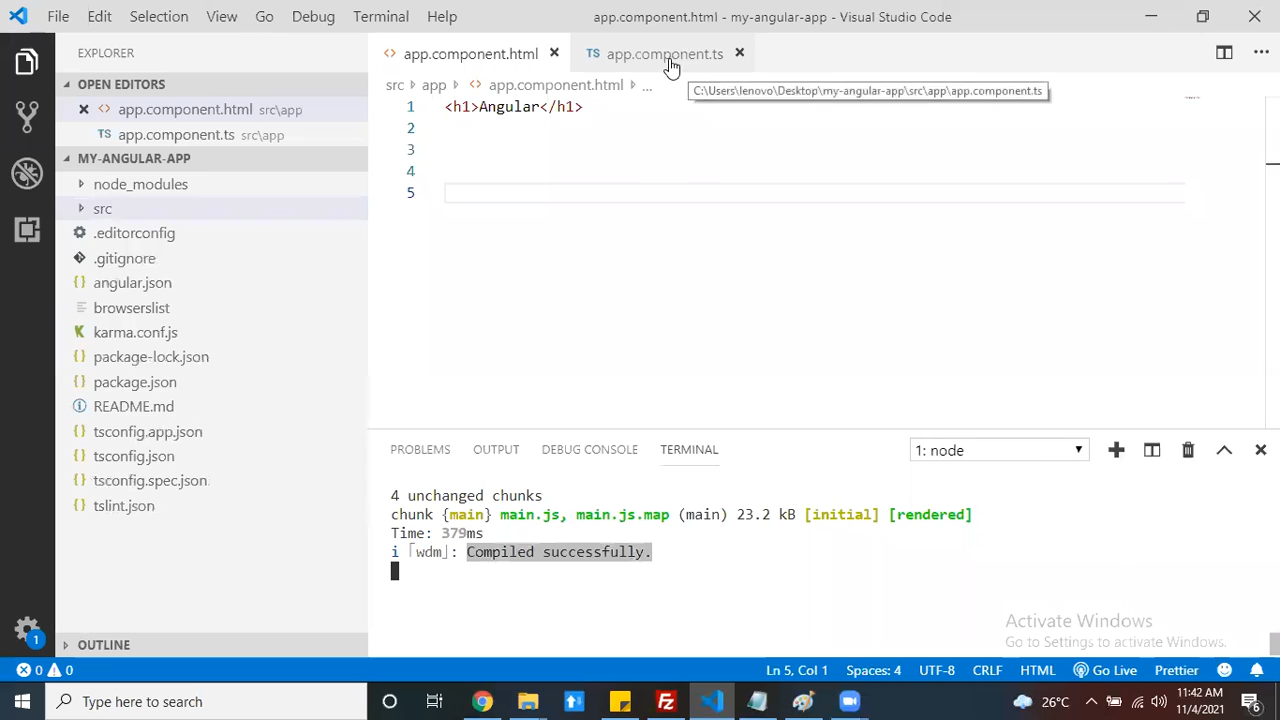 File Edit Selection View Go Debug Terminal Help app.component.html - my-angular-app - Visual Studio Code
EXPLORER
OPEN EDITORS
app.component.html src\app
TS app.component.ts src\app
MY-ANGULAR-APP
node_modules
src
.editorconfig
.gitignore
angular.json
browserslist
karma.conf.js
package-lock.json
package.json
README.md
tsconfig.app.json
tsconfig.json
tsconfig.spec.json
tslint.json
OUTLINE
app.component.html TS app.component.ts
src app app.component.html ...
C:\Users\lenovo\Desktop\my-angular-app\src\app\app.component.ts
1 <h1>Angular</h1>
2
3
4
5
PROBLEMS OUTPUT DEBUG CONSOLE TERMINAL 1: node
4 unchanged chunks
chunk {main} main.js, main.js.map (main) 23.2 kB [initial] [rendered]
Time: 379ms
i 「wdm」: Compiled successfully.
Activate Windows
Go to Settings to activate Windows.
1
0 0 Ln 5, Col 1 Spaces: 4 UTF-8 CRLF HTML Go Live Prettier
Type here to search 26°C 11:42 AM
11/4/2021
6